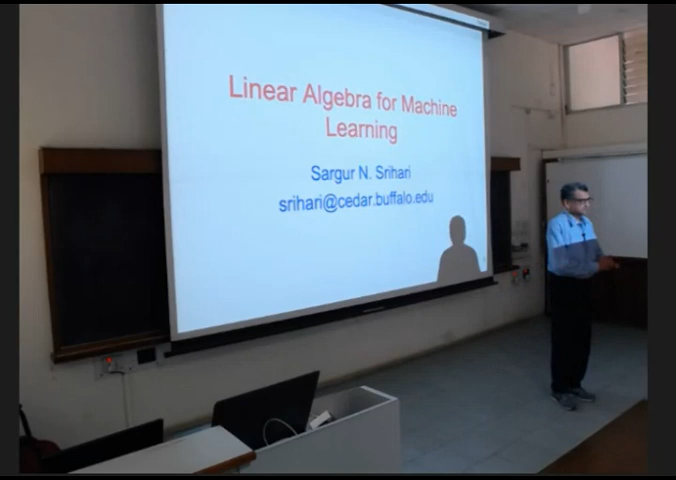 Linear Algebra for Machine
Learning
Sargur N. Srihari
srihari@cedar.buffalo.edu